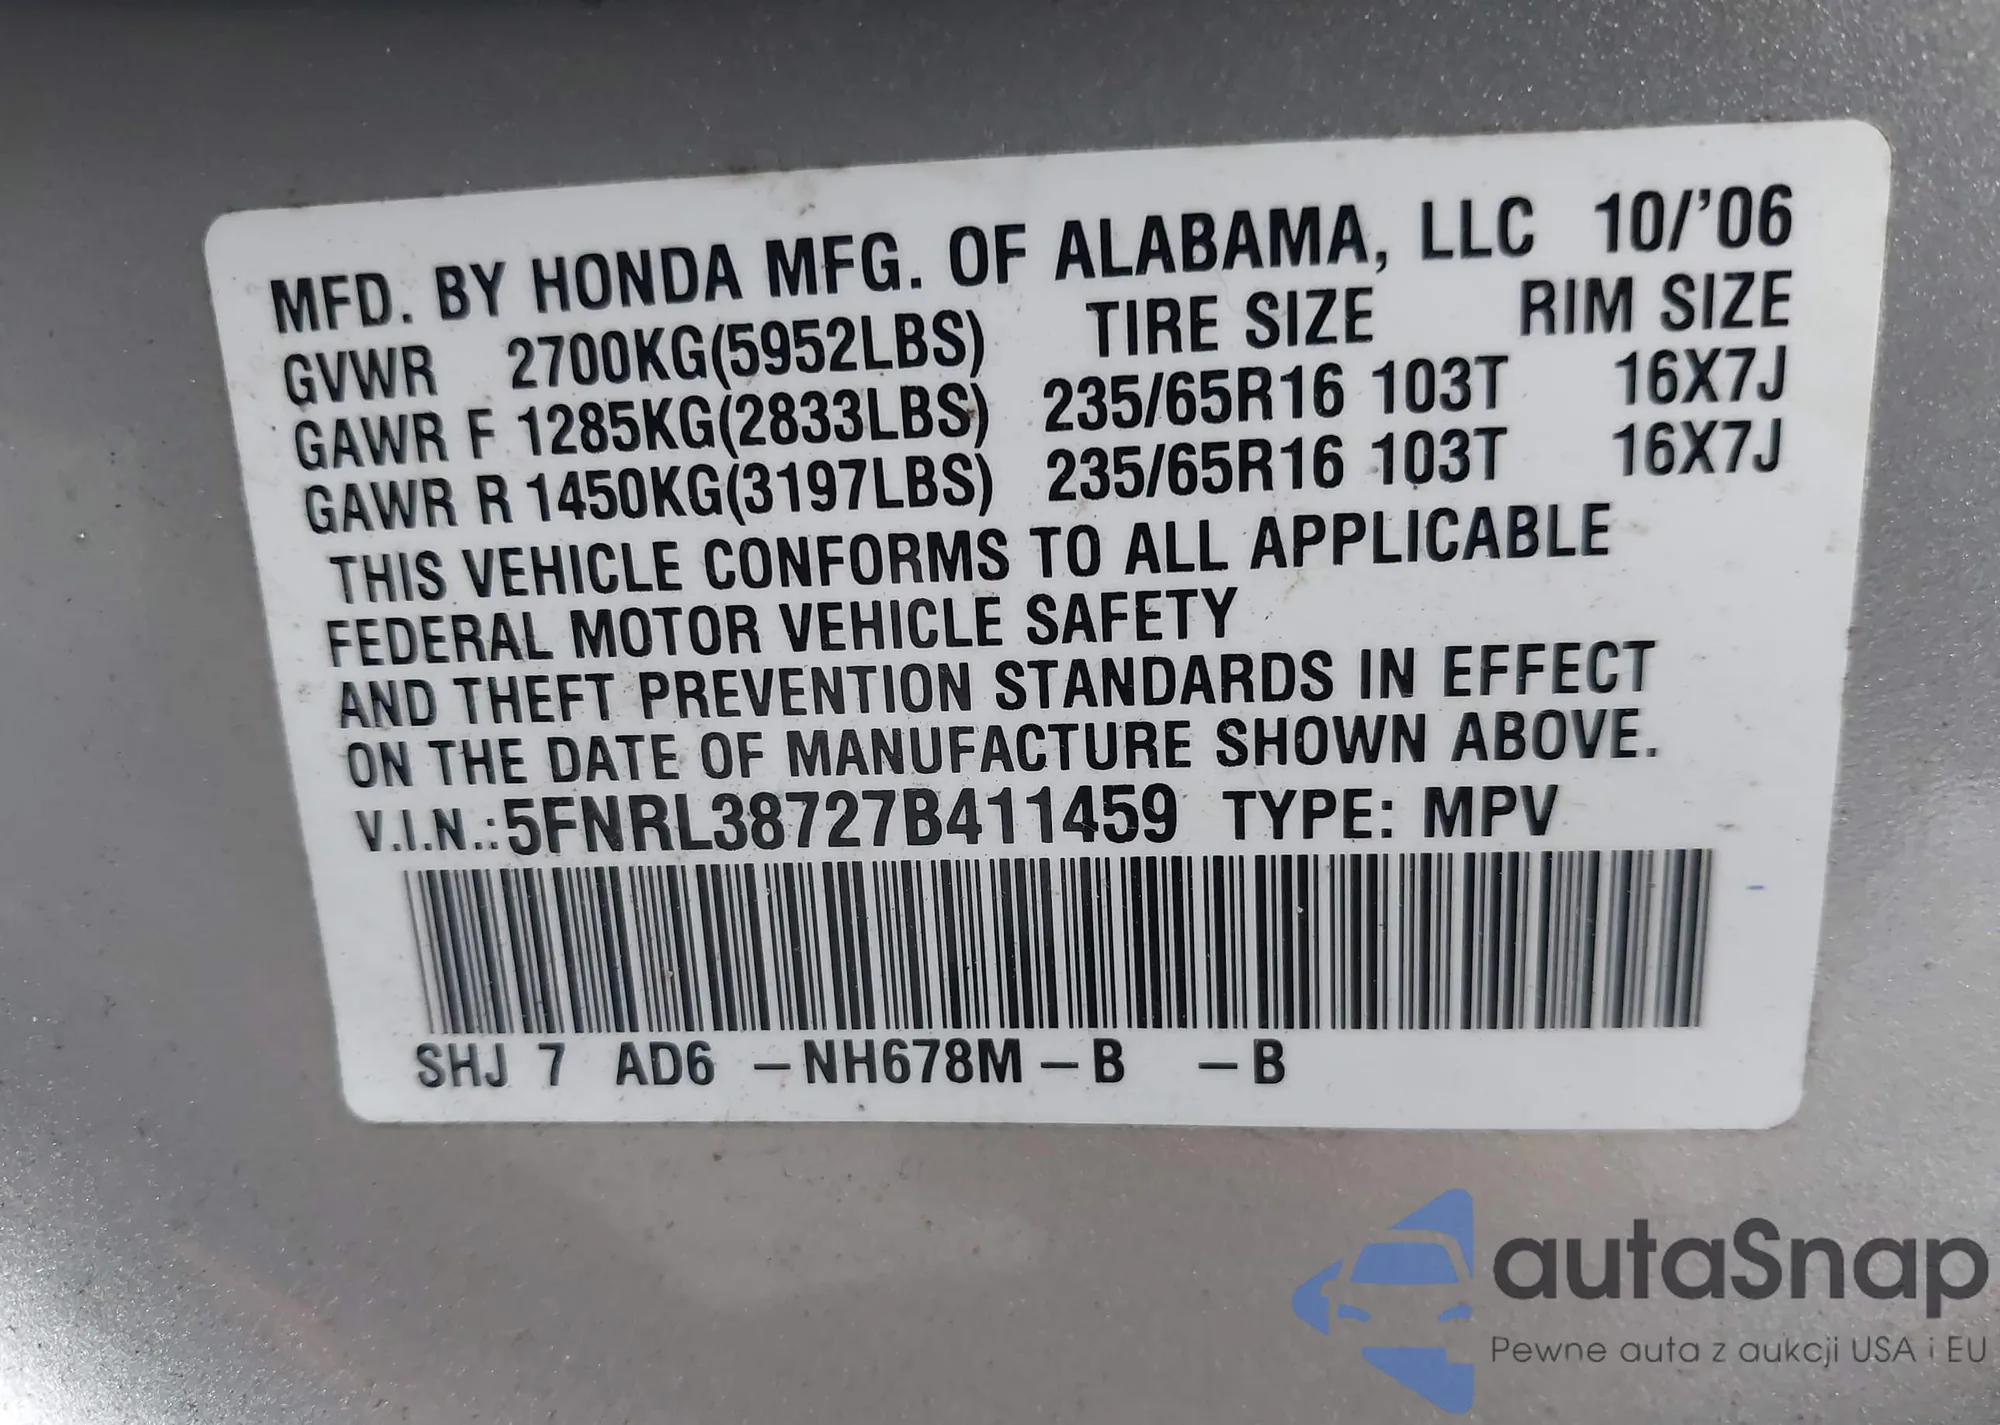 MFD. BY HONDA MFG. OF ALABAMA, LLC 10/'06
GVWR 2700KG(5952LBS) TIRE SIZE RIM SIZE
GAWR F 1285KG(2833LBS) 235/65R16 103T 16X7J
GAWR R 1450KG(3197LBS) 235/65R16 103T 16X7J
THIS VEHICLE CONFORMS TO ALL APPLICABLE
FEDERAL MOTOR VEHICLE SAFETY
AND THEFT PREVENTION STANDARDS IN EFFECT
ON THE DATE OF MANUFACTURE SHOWN ABOVE.
V.I.N.:5FNRL38727B411459 TYPE: MPV
SHJ 7 AD6 –NH678M–B –B
autaSnap
Pewne auta z aukcji USA i EU